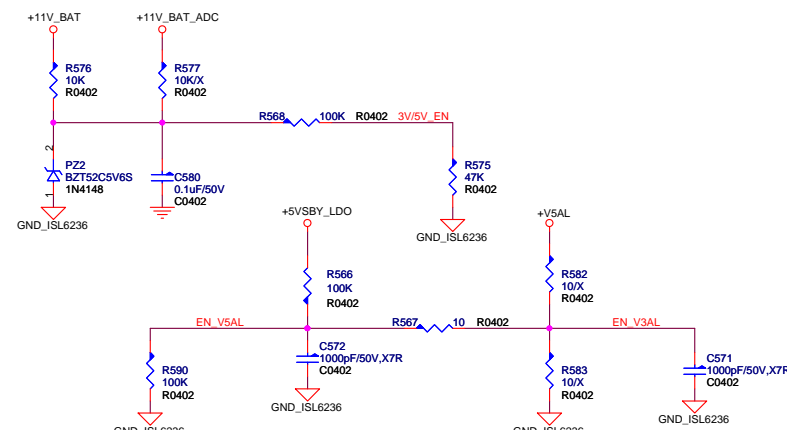 +11V_BAT
+11V_BAT_ADC
R576
10K
R0402
R577
10K/X
R0402
R568
100K
R0402
3V/5V_EN
2
PZ2
BZT52C5V6S
1N4148
1
GND_ISL6236
C580
0.1uF/50V
C0402
R575
47K
R0402
GND_ISL6236
+5VSBY_LDO
+V5AL
R566
100K
R0402
R582
10/X
R0402
EN_V5AL
R567
10
R0402
EN_V3AL
R590
100K
R0402
C572
1000pF/50V,X7R
C0402
GND_ISL6236
R583
10/X
R0402
C571
1000pF/50V,X7R
C0402
GND_ISL6236
GND_ISL6236
GND_ISL6236